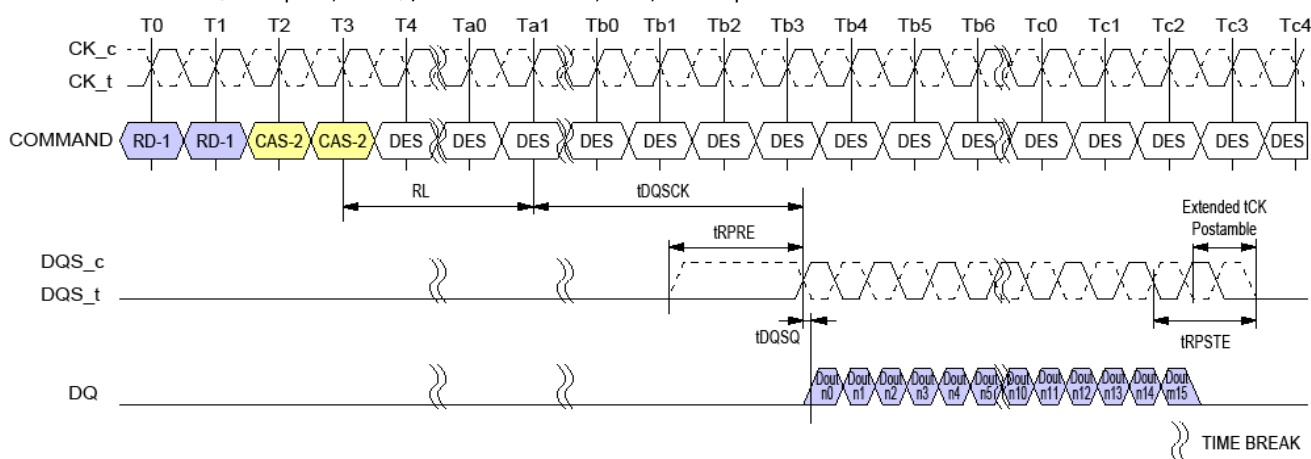 T0 T1 T2 T3 T4 Ta0 Ta1 Tb0 Tb1 Tb2 Tb3 Tb4 Tb5 Tb6 Tc0 Tc1 Tc2 Tc3 Tc4
CK_c
CK_t
COMMAND RD-1 RD-1 CAS-2 CAS-2 DES DES DES DES DES DES DES DES DES DES DES DES DES DES DES
RL tDQSCK
Extended tCK
Postamble
tRPRE
DQS_c
DQS_t
tDQSQ tRPSTE
DQ
Dout Dout Dout Dout Dout Dout Dout Dout Dout Dout Dout Dout
n0 n1 n2 n3 n4 n5 n10 n11 n12 n13 n14 m15
TIME BREAK